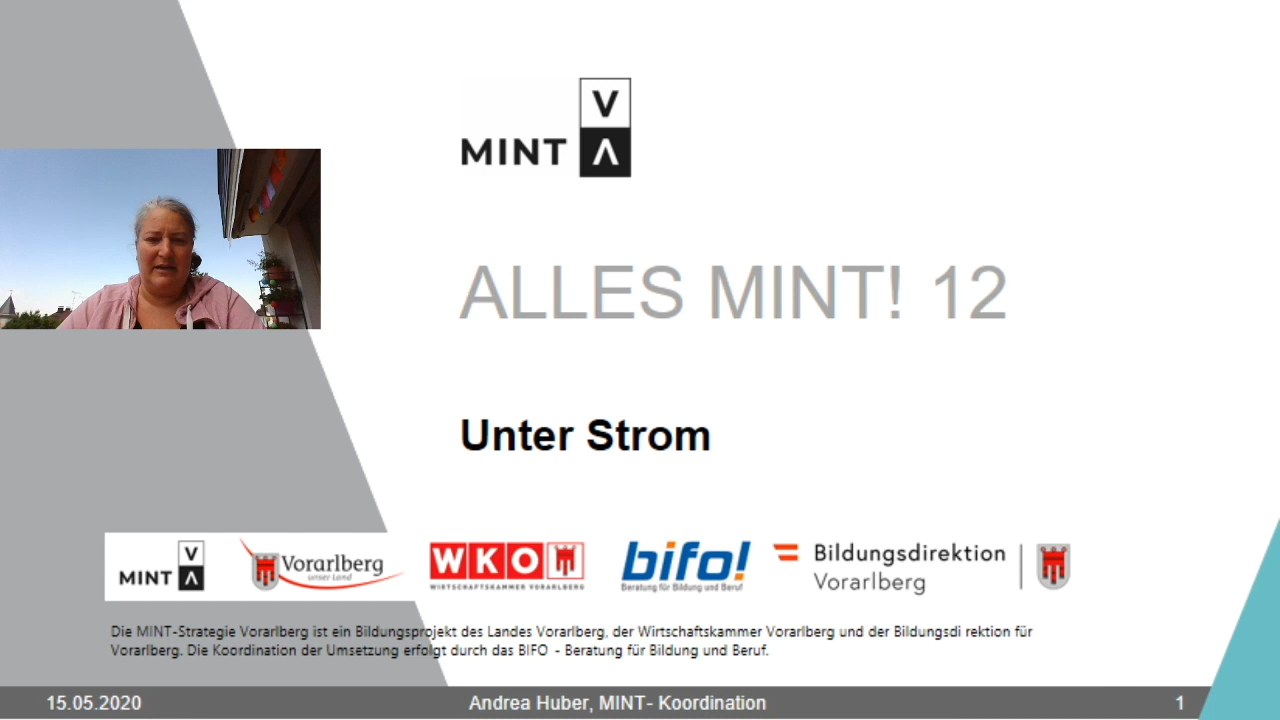 MINT
V
Λ
ALLES MINT! 12
Unter Strom
MINT V Λ
Vorarlberg
unser Land
WKO
WIRTSCHAFTSKAMMER VORARLBERG
bifo!
Beratung für Bildung und Beruf
Bildungsdirektion
Vorarlberg
Die MINT-Strategie Vorarlberg ist ein Bildungsprojekt des Landes Vorarlberg, der Wirtschaftskammer Vorarlberg und der Bildungsdi rektion für
Vorarlberg. Die Koordination der Umsetzung erfolgt durch das BIFO - Beratung für Bildung und Beruf.
15.05.2020 Andrea Huber, MINT- Koordination 1